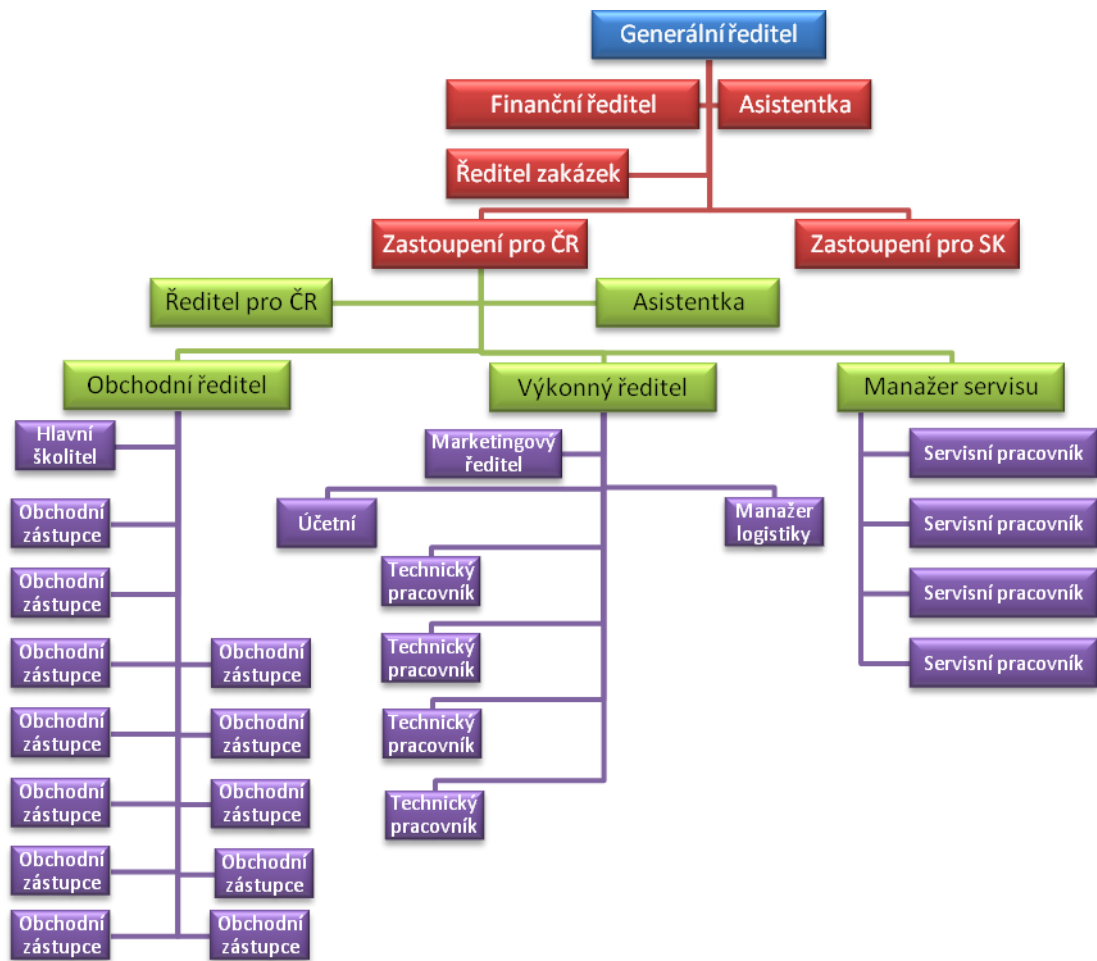 Generální ředitel
Finanční ředitel
Asistentka
Ředitel zakázek
Zastoupení pro ČR
Zastoupení pro SK
Ředitel pro ČR
Asistentka
Obchodní ředitel
Výkonný ředitel
Manažer servisu
Hlavní
školitel
Obchodní
zástupce
Obchodní
zástupce
Obchodní
zástupce
Obchodní
zástupce
Obchodní
zástupce
Obchodní
zástupce
Obchodní
zástupce
Obchodní
zástupce
Obchodní
zástupce
Obchodní
zástupce
Obchodní
zástupce
Obchodní
zástupce
Marketingový
ředitel
Účetní
Manažer
logistiky
Technický
pracovník
Technický
pracovník
Technický
pracovník
Technický
pracovník
Servisní pracovník
Servisní pracovník
Servisní pracovník
Servisní pracovník